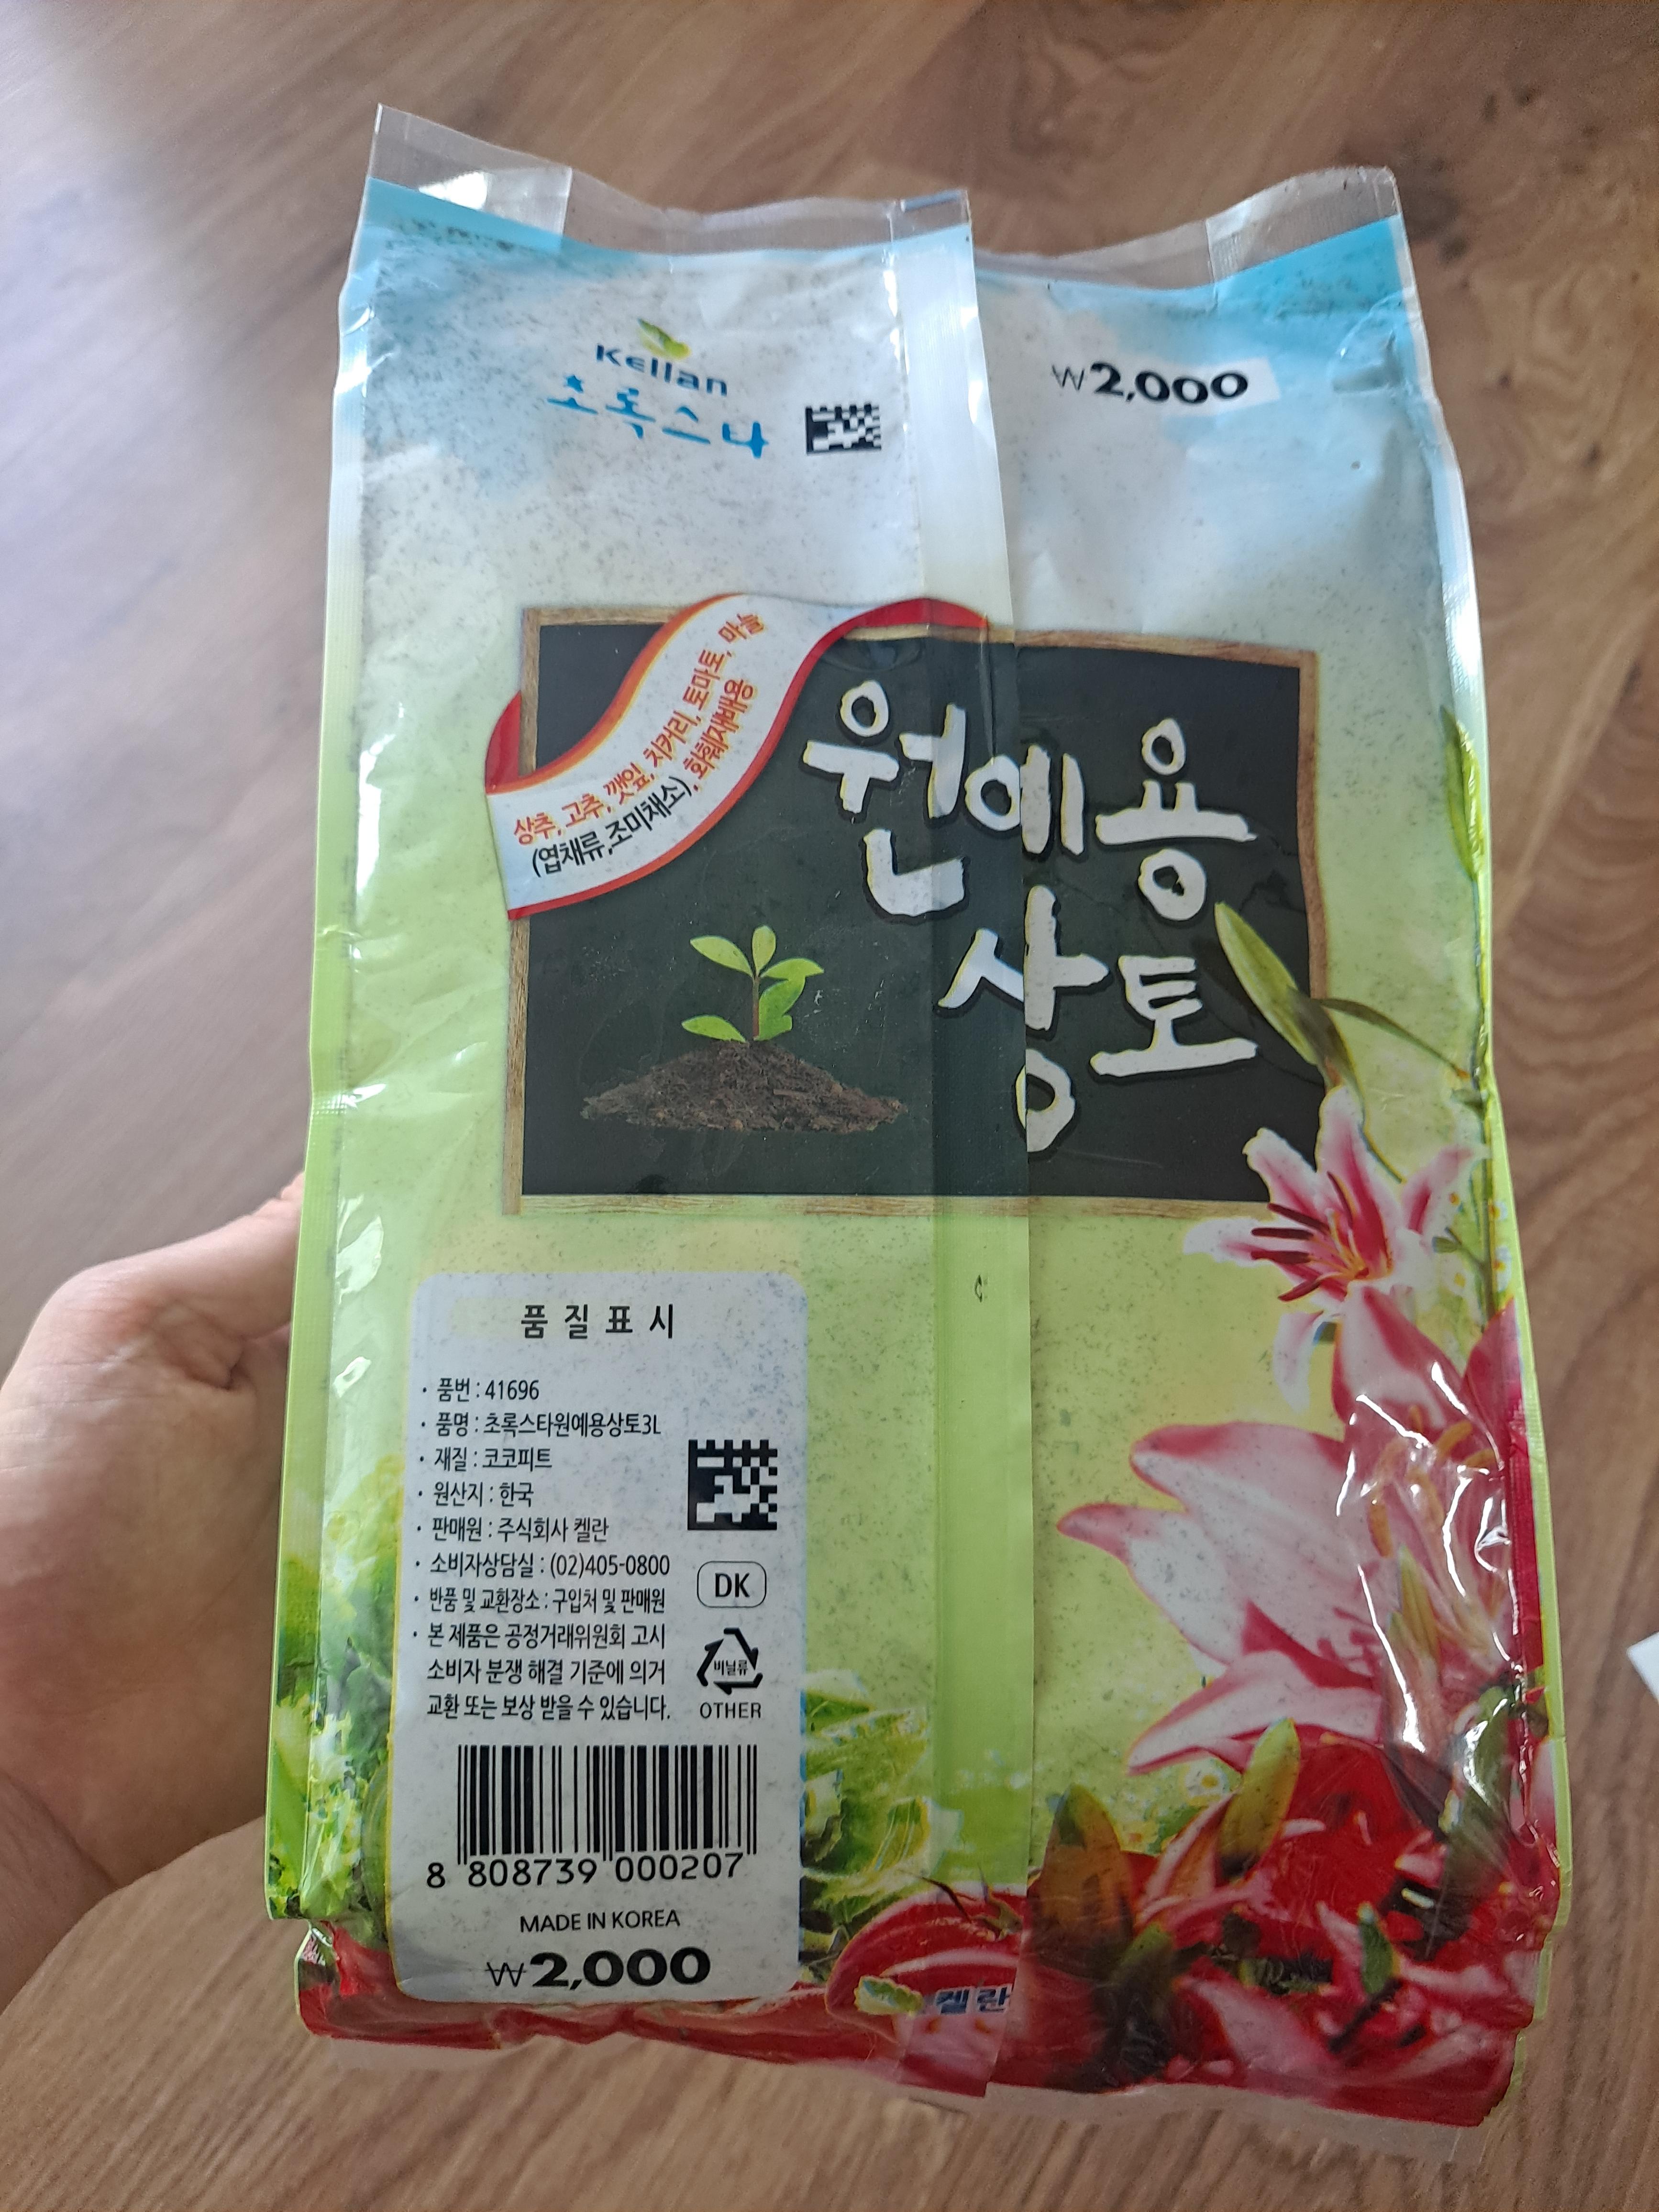 Kellan
초록스타
₩2,000
상추, 고추, 깻잎, 치커리, 토마토, 마늘
(엽채류,조미채소), 화훼재배용
원예용
상토
품질표시
· 품번 : 41696
· 품명 : 초록스타원예용상토3L
· 재질 : 코코피트
· 원산지 : 한국
· 판매원 : 주식회사 켈란
· 소비자상담실 : (02)405-0800
· 반품 및 교환장소 : 구입처 및 판매원
· 본 제품은 공정거래위원회 고시
소비자 분쟁 해결 기준에 의거
교환 또는 보상 받을 수 있습니다.
DK
비닐류
OTHER
8 808739 000207
MADE IN KOREA
₩2,000
켈란